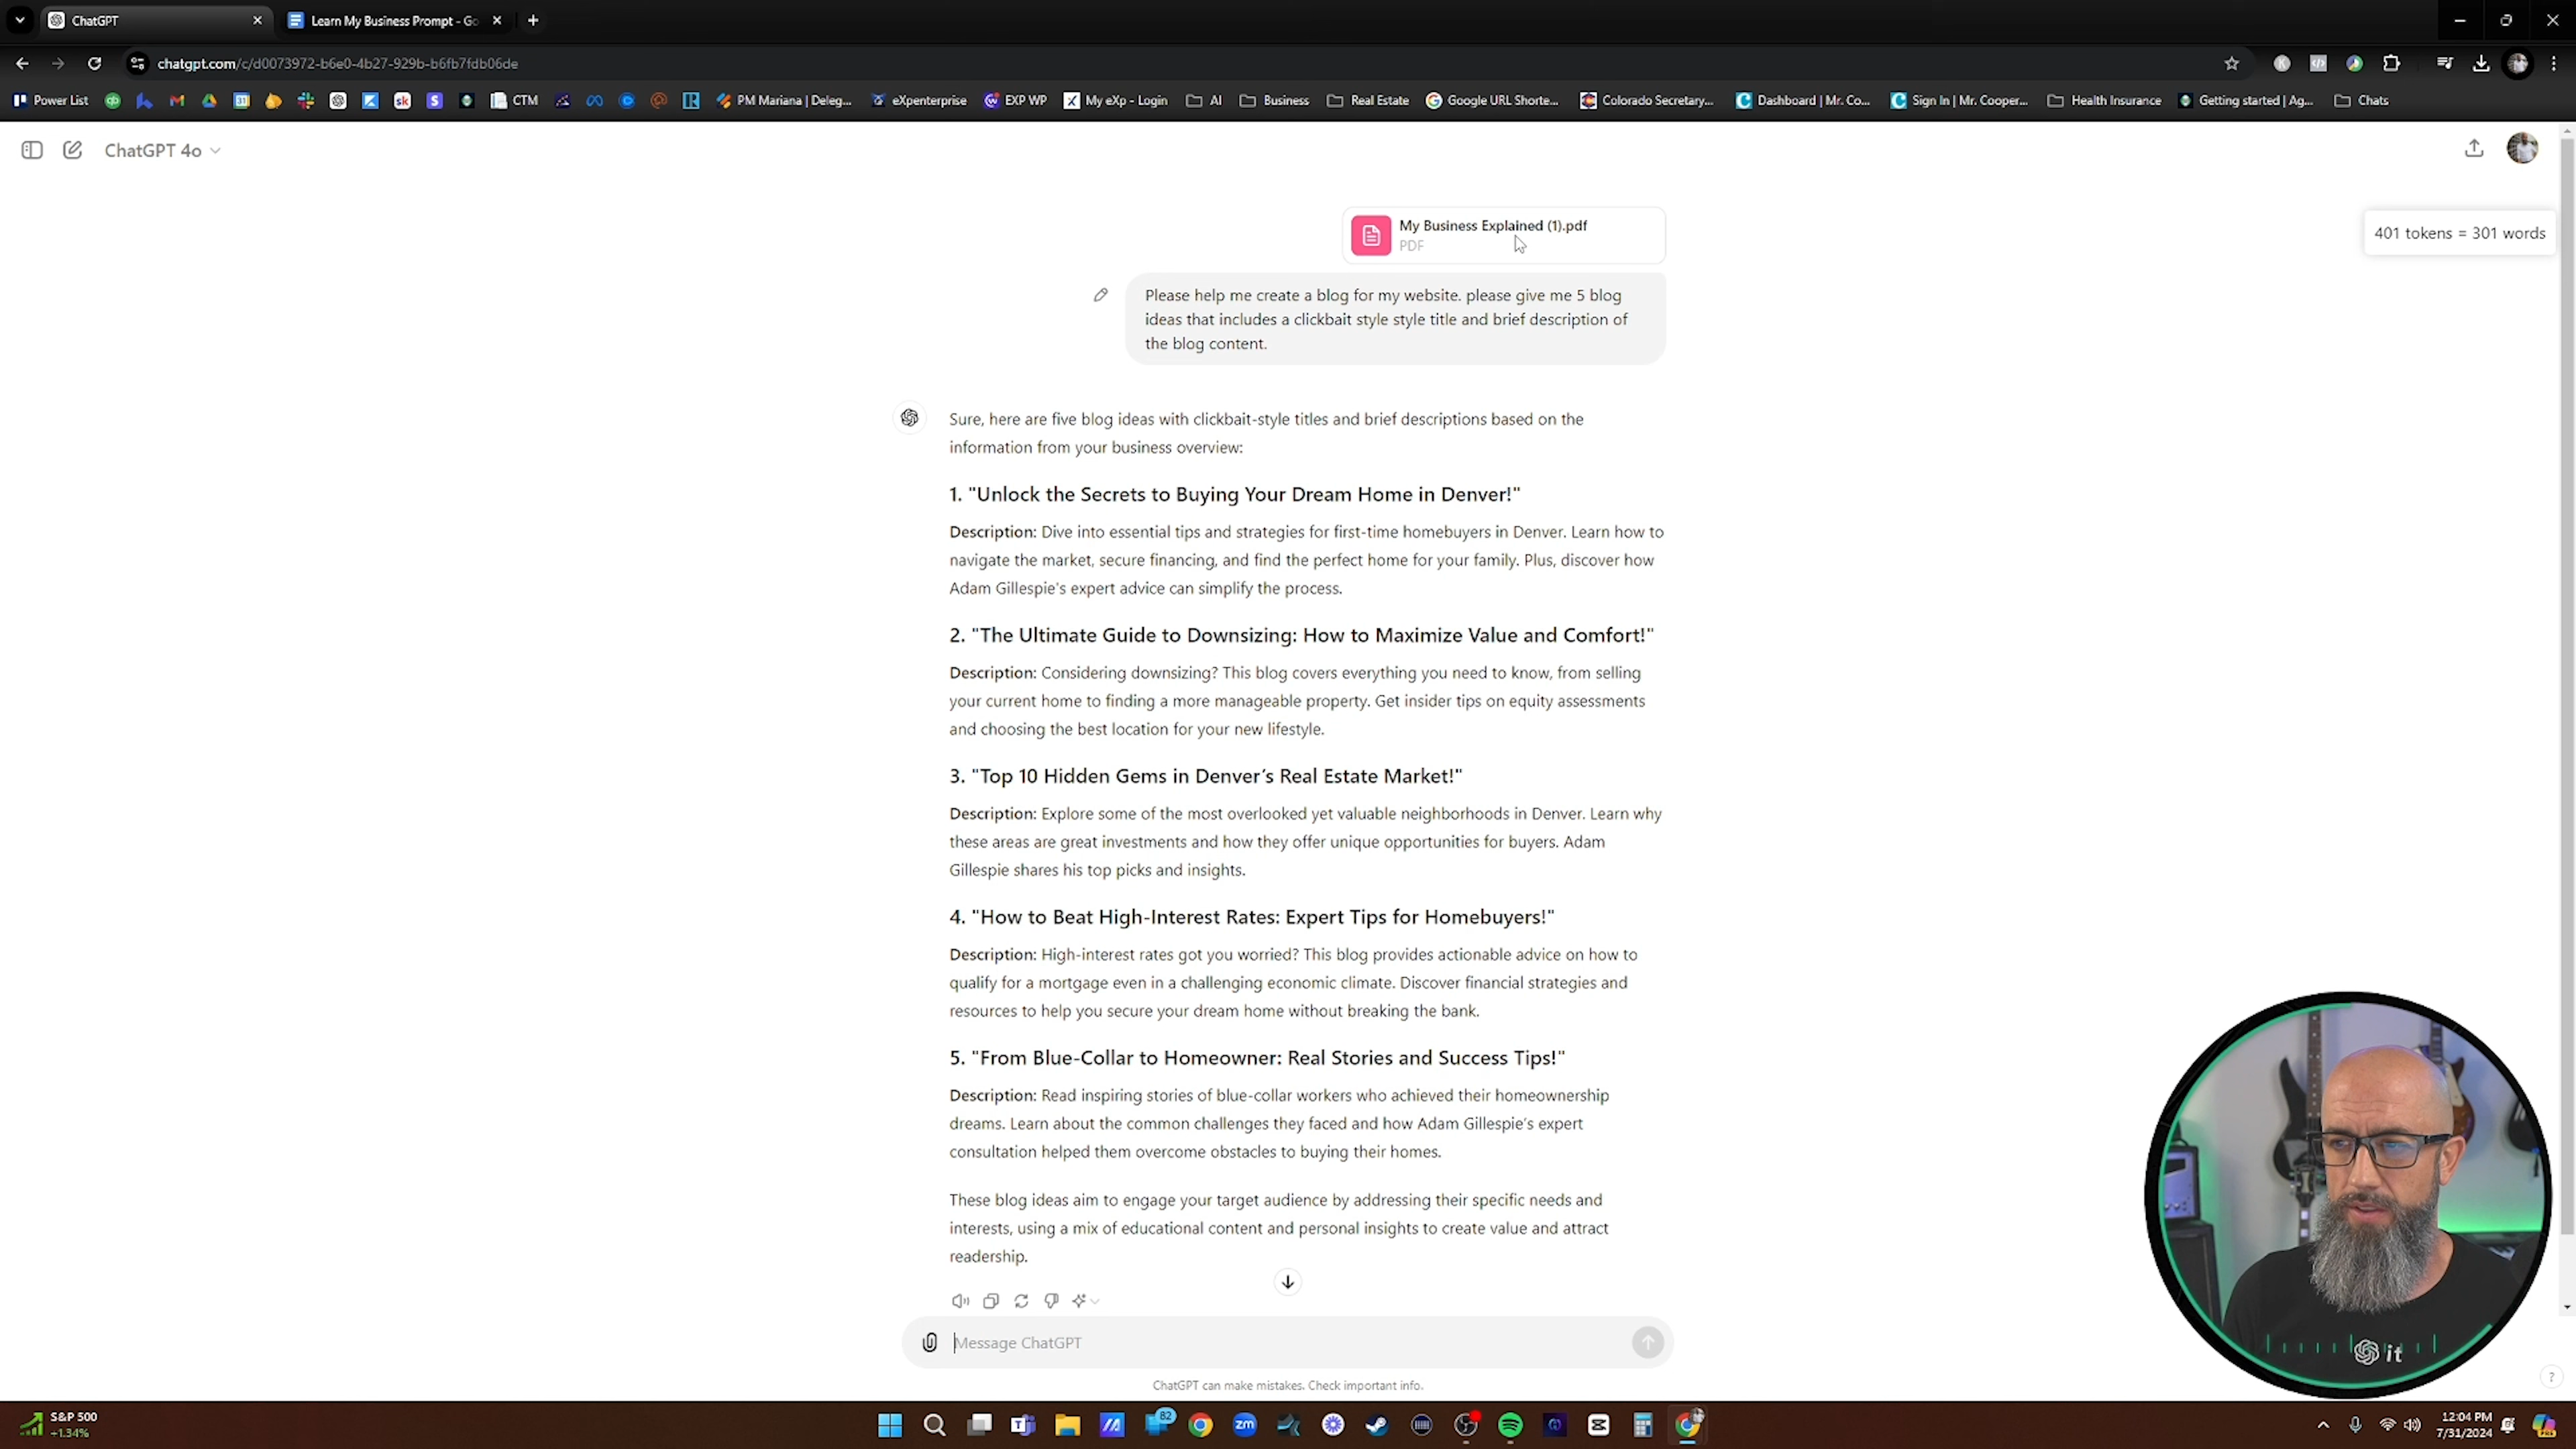 ChatGPT
Learn My Business Prompt - Go
chatgpt.com/c/d0073972-b6e0-4b27-929b-b6fb7fdb06de
Power List
CTM
PM Mariana | Deleg...
eXpenterprise
EXP WP
My eXp - Login
AI
Business
Real Estate
Google URL Shorte...
Colorado Secretary...
Dashboard | Mr. Co...
Sign In | Mr. Cooper...
Health Insurance
Getting started | Ag...
Chats
ChatGPT 4o
My Business Explained (1).pdf
PDF
401 tokens = 301 words
Please help me create a blog for my website. please give me 5 blog
ideas that includes a clickbait style style title and brief description of
the blog content.
Sure, here are five blog ideas with clickbait-style titles and brief descriptions based on the
information from your business overview:
1. "Unlock the Secrets to Buying Your Dream Home in Denver!"
Description: Dive into essential tips and strategies for first-time homebuyers in Denver. Learn how to
navigate the market, secure financing, and find the perfect home for your family. Plus, discover how
Adam Gillespie's expert advice can simplify the process.
2. "The Ultimate Guide to Downsizing: How to Maximize Value and Comfort!"
Description: Considering downsizing? This blog covers everything you need to know, from selling
your current home to finding a more manageable property. Get insider tips on equity assessments
and choosing the best location for your new lifestyle.
3. "Top 10 Hidden Gems in Denver's Real Estate Market!"
Description: Explore some of the most overlooked yet valuable neighborhoods in Denver. Learn why
these areas are great investments and how they offer unique opportunities for buyers. Adam
Gillespie shares his top picks and insights.
4. "How to Beat High-Interest Rates: Expert Tips for Homebuyers!"
Description: High-interest rates got you worried? This blog provides actionable advice on how to
qualify for a mortgage even in a challenging economic climate. Discover financial strategies and
resources to help you secure your dream home without breaking the bank.
5. "From Blue-Collar to Homeowner: Real Stories and Success Tips!"
Description: Read inspiring stories of blue-collar workers who achieved their homeownership
dreams. Learn about the common challenges they faced and how Adam Gillespie's expert
consultation helped them overcome obstacles to buying their homes.
These blog ideas aim to engage your target audience by addressing their specific needs and
interests, using a mix of educational content and personal insights to create value and attract
readership.
Message ChatGPT
ChatGPT can make mistakes. Check important info.
?
it
S&P 500
+1.34%
82
zm
12:04 PM
7/31/2024